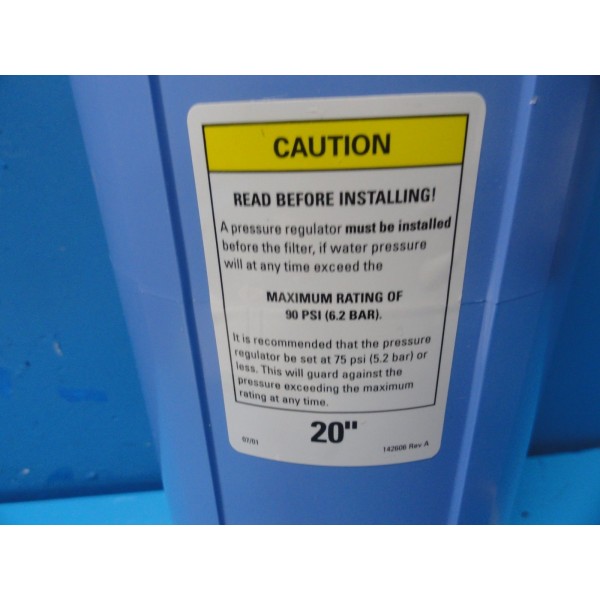 CAUTION
READ BEFORE INSTALLING!
A pressure regulator must be installed
before the filter, if water pressure
will at any time exceed the
MAXIMUM RATING OF
90 PSI (6.2 BAR).
It is recommended that the pressure
regulator be set at 75 psi (5.2 bar) or
less. This will guard against the
pressure exceeding the maximum
rating at any time.
07/01 20" 142606 Rev A